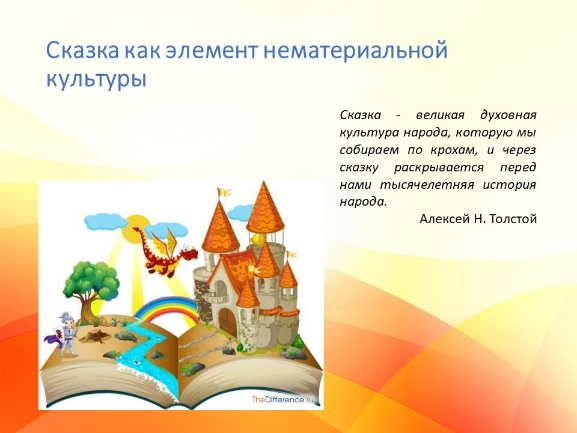 Сказка как элемент нематериальной
культуры
Сказка - великая духовная
культура народа, которую мы
собираем по крохам, и через
сказку раскрывается перед
нами тысячелетняя история
народа.
Алексей Н. Толстой
TheDifference.ru